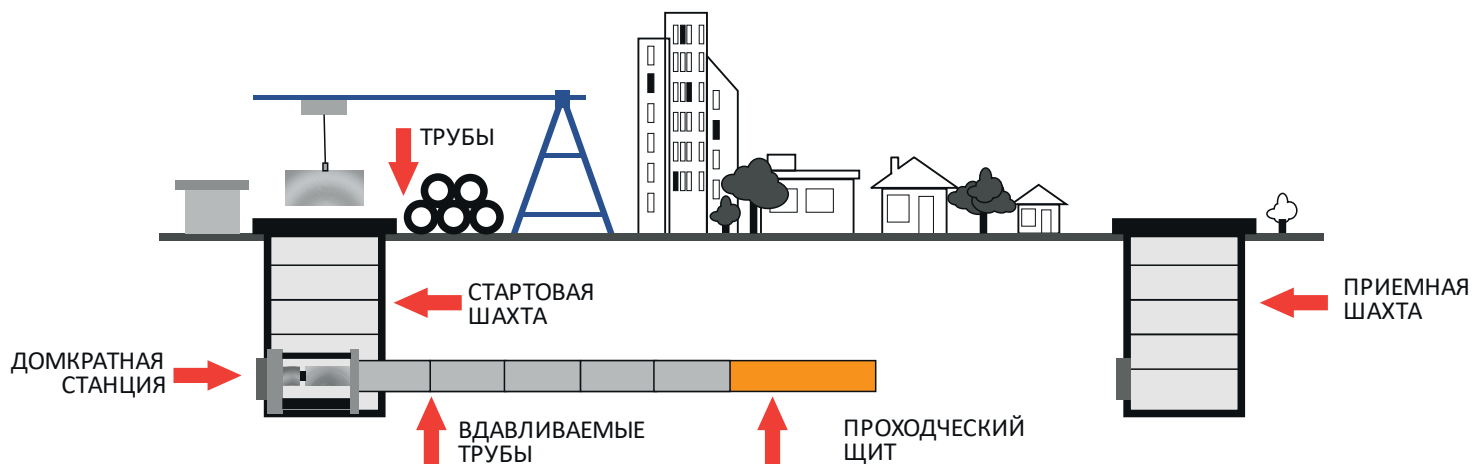 ТРУБЫ
СТАРТОВАЯ
ШАХТА
ПРИЕМНАЯ
ШАХТА
ДОМКРАТНАЯ
СТАНЦИЯ
ВДАВЛИВАЕМЫЕ
ТРУБЫ
ПРОХОДЧЕСКИЙ
ЩИТ